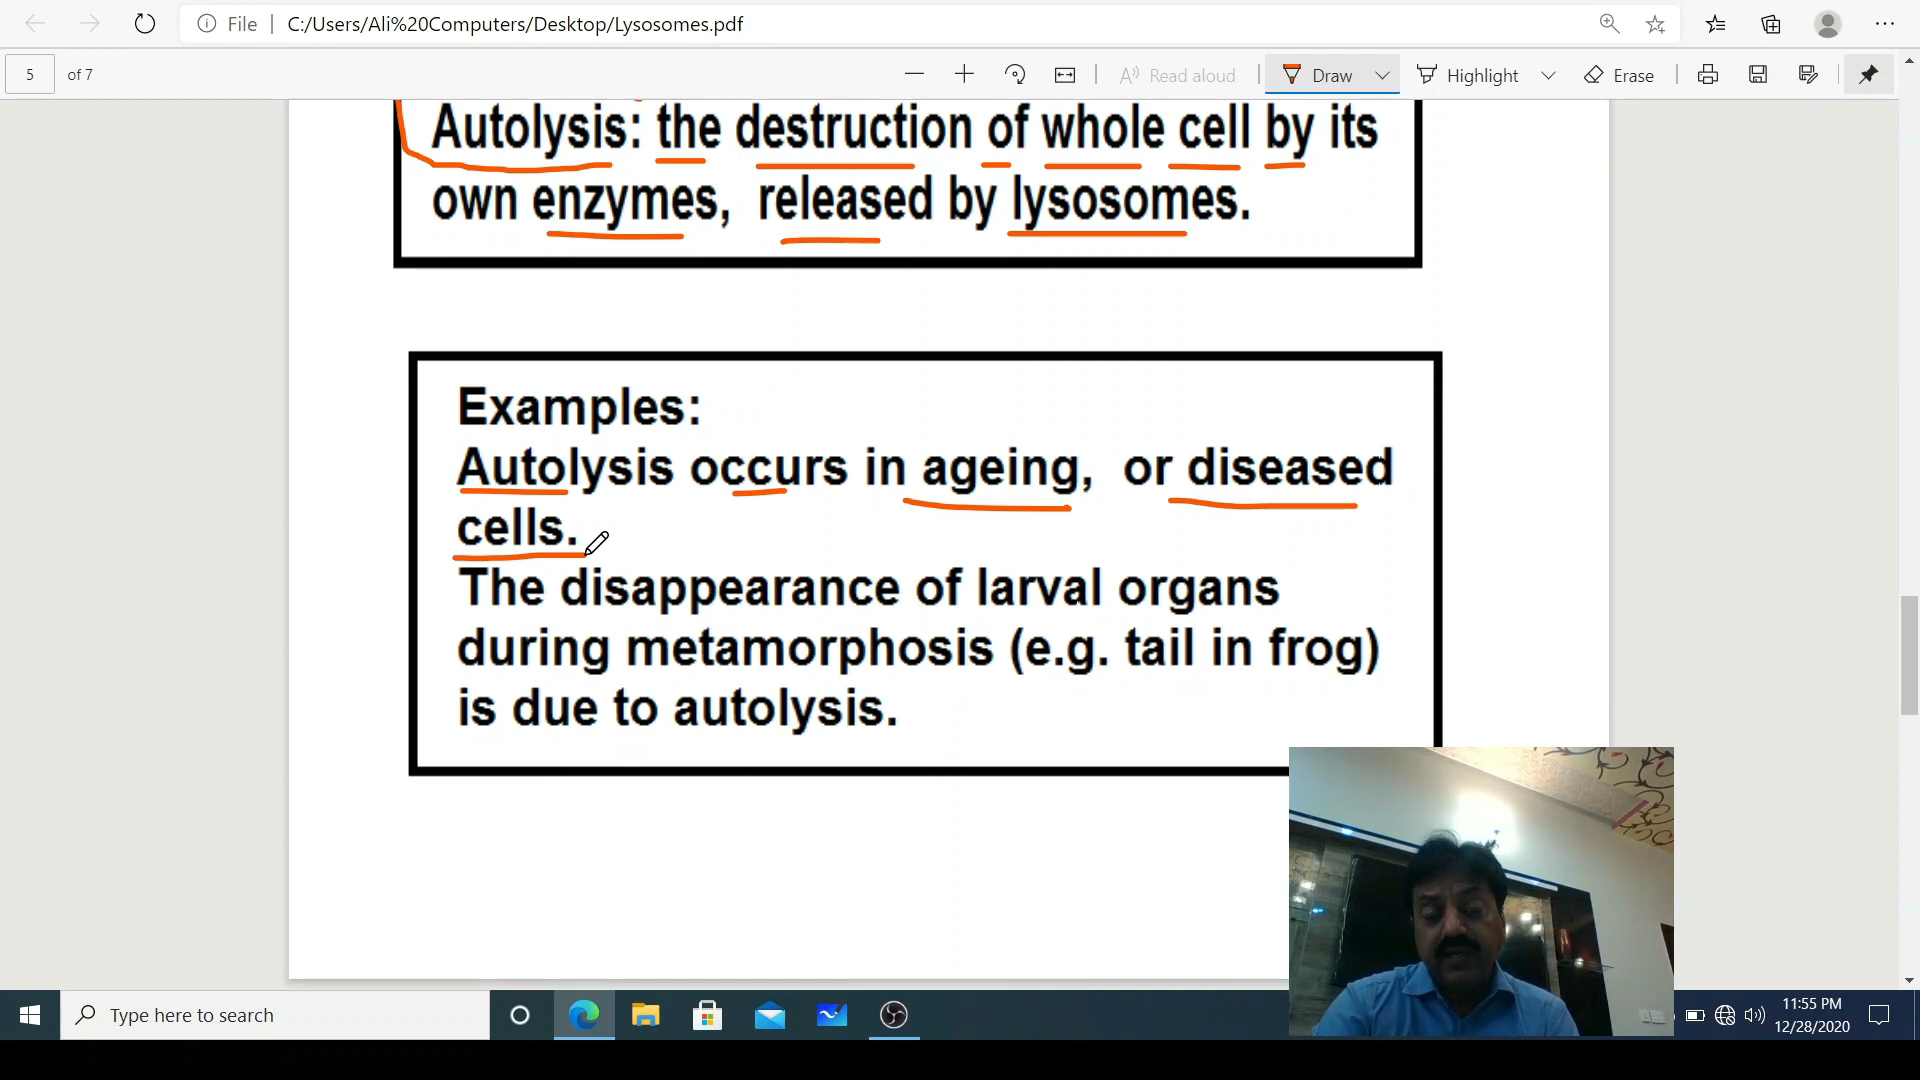 File
C:/Users/Ali%20Computers/Desktop/Lysosomes.pdf
5 of 7
Read aloud
Draw
Highlight
Erase
Autolysis: the destruction of whole cell by its
own enzymes, released by lysosomes.
Examples:
Autolysis occurs in ageing, or diseased
cells.
The disappearance of larval organs
during metamorphosis (e.g. tail in frog)
is due to autolysis.
Type here to search
11:55 PM
12/28/2020